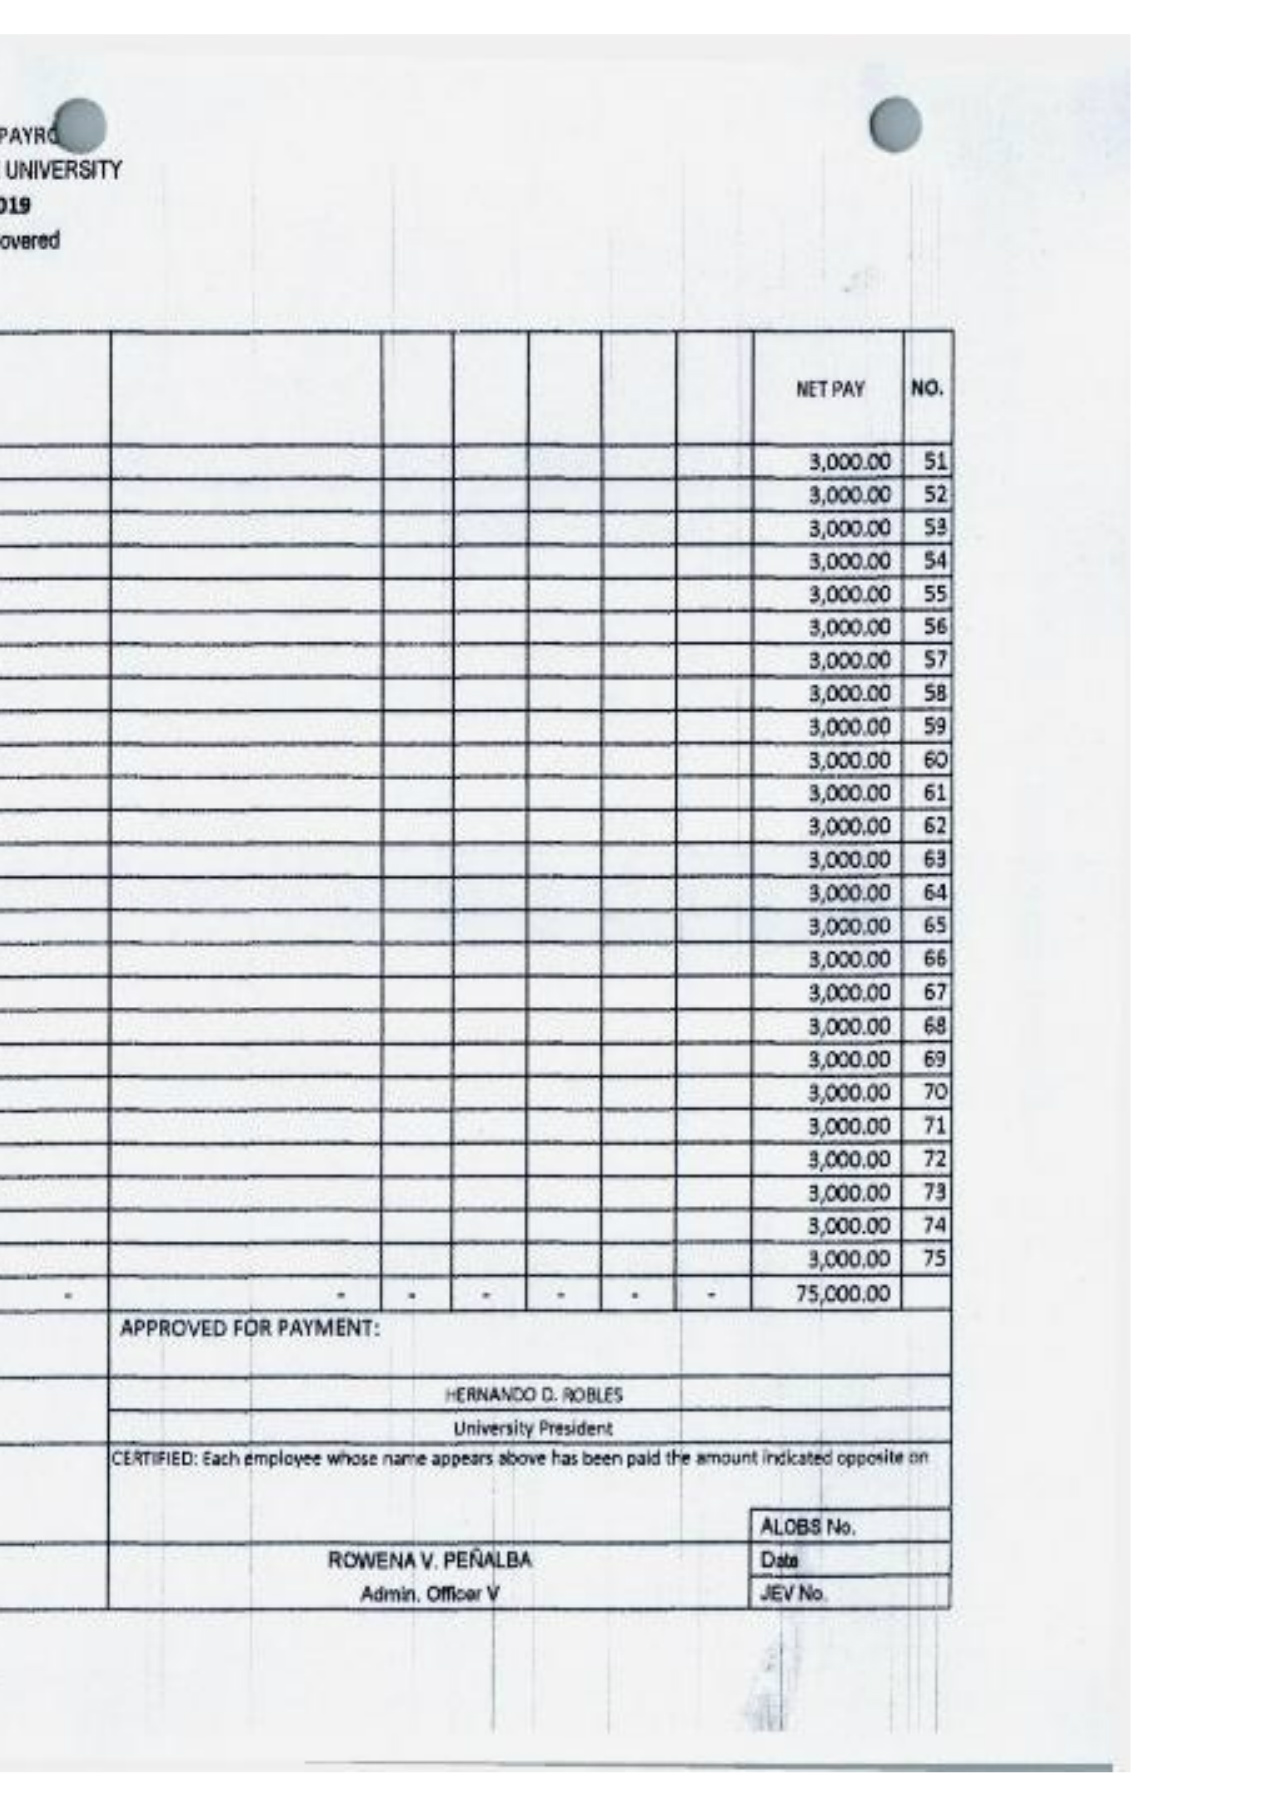 PAYRO
UNIVERSITY
019
overed
NET PAY NO.
3,000.00 51
3,000.00 52
3,000.00 53
3,000.00 54
3,000.00 55
3,000.00 56
3,000.00 57
3,000.00 58
3,000.00 59
3,000.00 60
3,000.00 61
3,000.00 62
3,000.00 63
3,000.00 64
3,000.00 65
3,000.00 66
3,000.00 67
3,000.00 68
3,000.00 69
3,000.00 70
3,000.00 71
3,000.00 72
3,000.00 73
3,000.00 74
3,000.00 75
- - - - - - - 75,000.00
APPROVED FOR PAYMENT:
HERNANDO D. ROBLES
University President
CERTIFIED: Each employee whose name appears above has been paid the amount indicated opposite on
ALOBS No.
ROWENA V. PEÑALBA Date
Admin. Officer V JEV No.